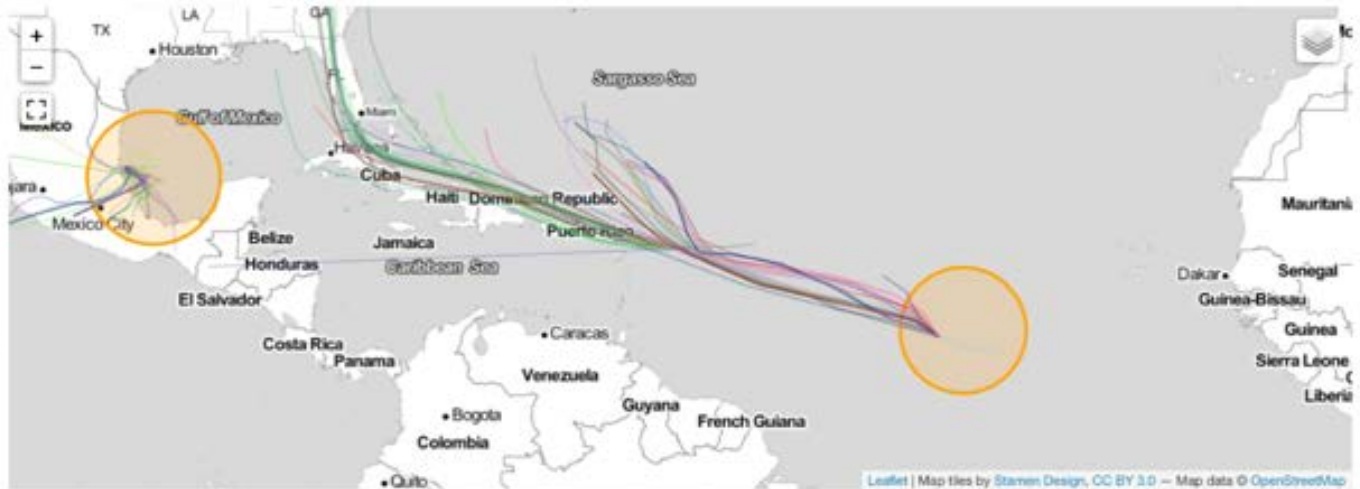 GA
LA
TX
+
Houston
−
Sargasso Sea
Miami
Gulf of Mexico
Mexico
Havana
Cuba
Haiti Dominican Republic
Mexico City
Puerto Rico
Mauritania
Belize
Jamaica
Honduras
Caribbean Sea
Dakar
Senegal
El Salvador
Guinea-Bissau
Caracas
Guinea
Costa Rica
Panama
Sierra Leone
Venezuela
Liberia
Guyana
Bogota
French Guiana
Colombia
Quito
Leaflet | Map tiles by Stamen Design, CC BY 3.0 — Map data © OpenStreetMap